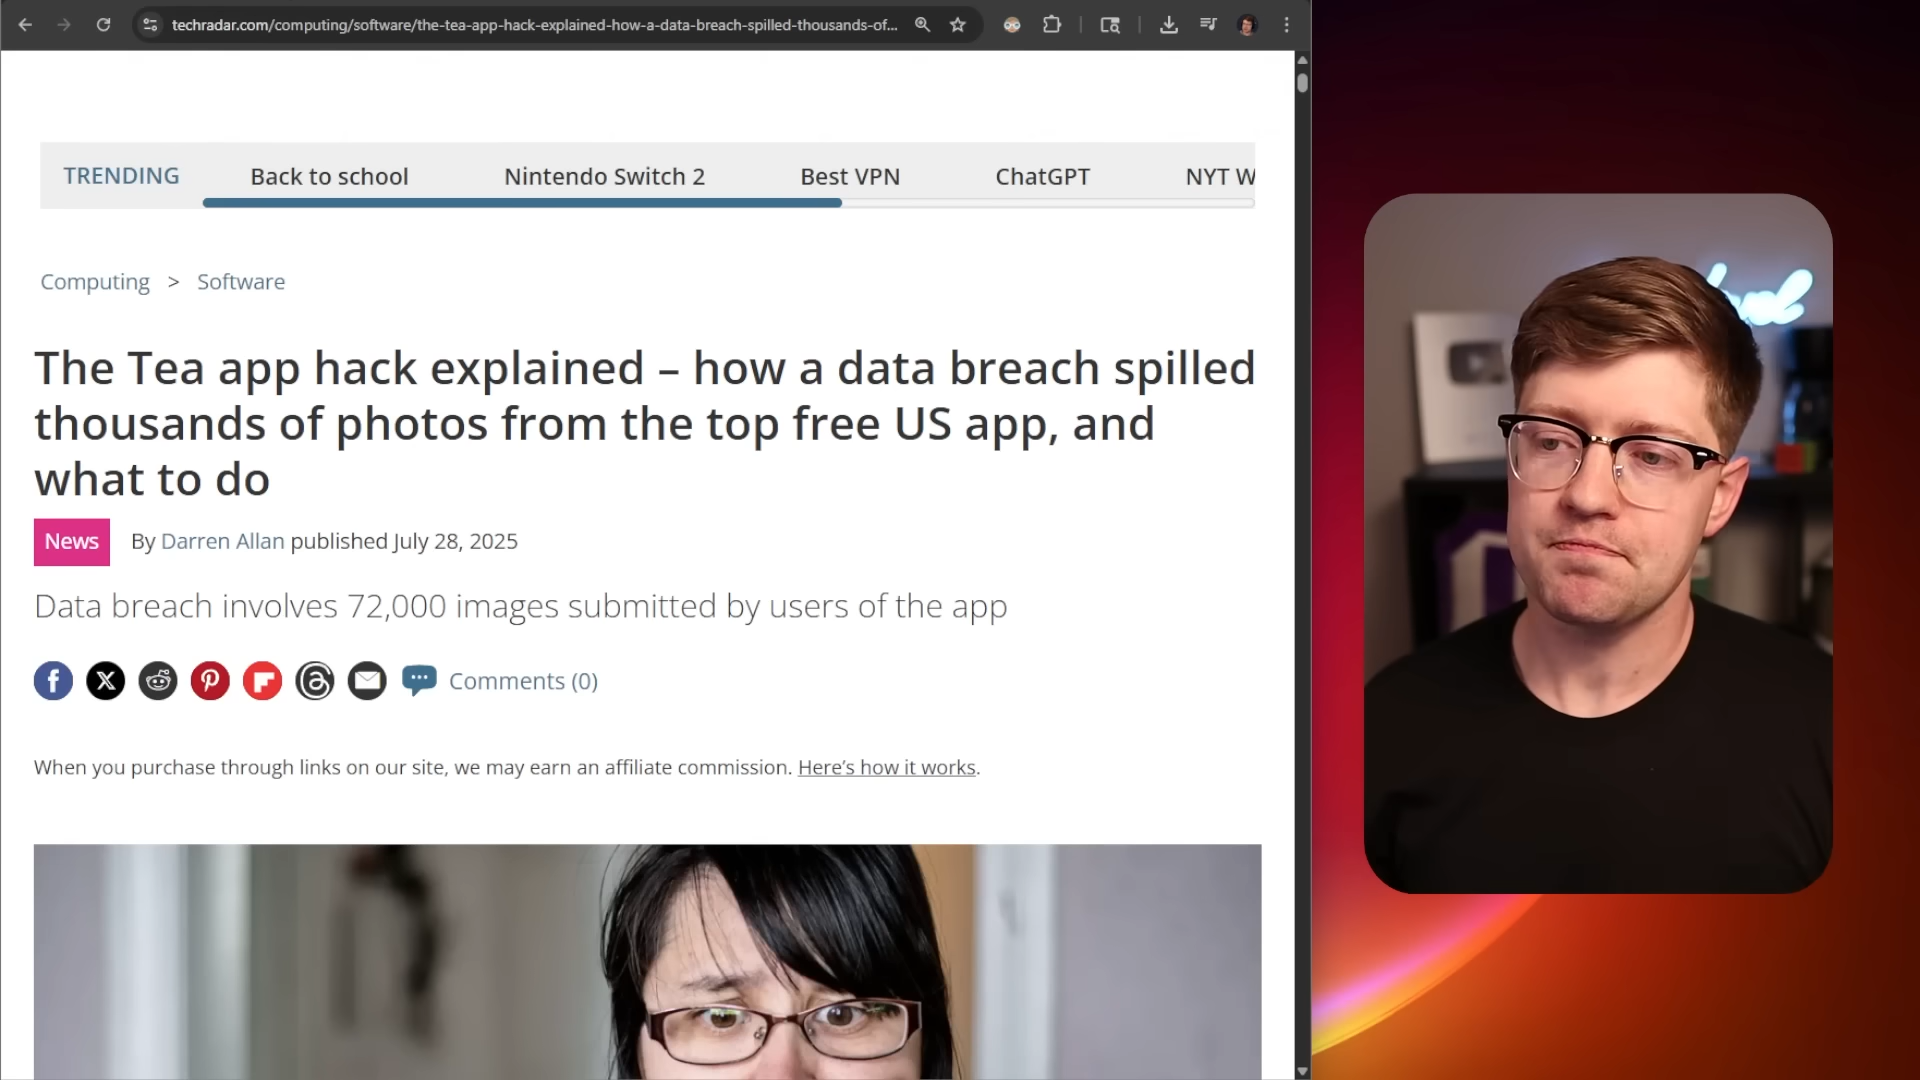 techradar.com/computing/software/the-tea-app-hack-explained-how-a-data-breach-spilled-thousands-of...
TRENDING Back to school Nintendo Switch 2 Best VPN ChatGPT NYT W
Computing > Software
The Tea app hack explained – how a data breach spilled
thousands of photos from the top free US app, and
what to do
News By Darren Allan published July 28, 2025
Data breach involves 72,000 images submitted by users of the app
Comments (0)
When you purchase through links on our site, we may earn an affiliate commission. Here's how it works.